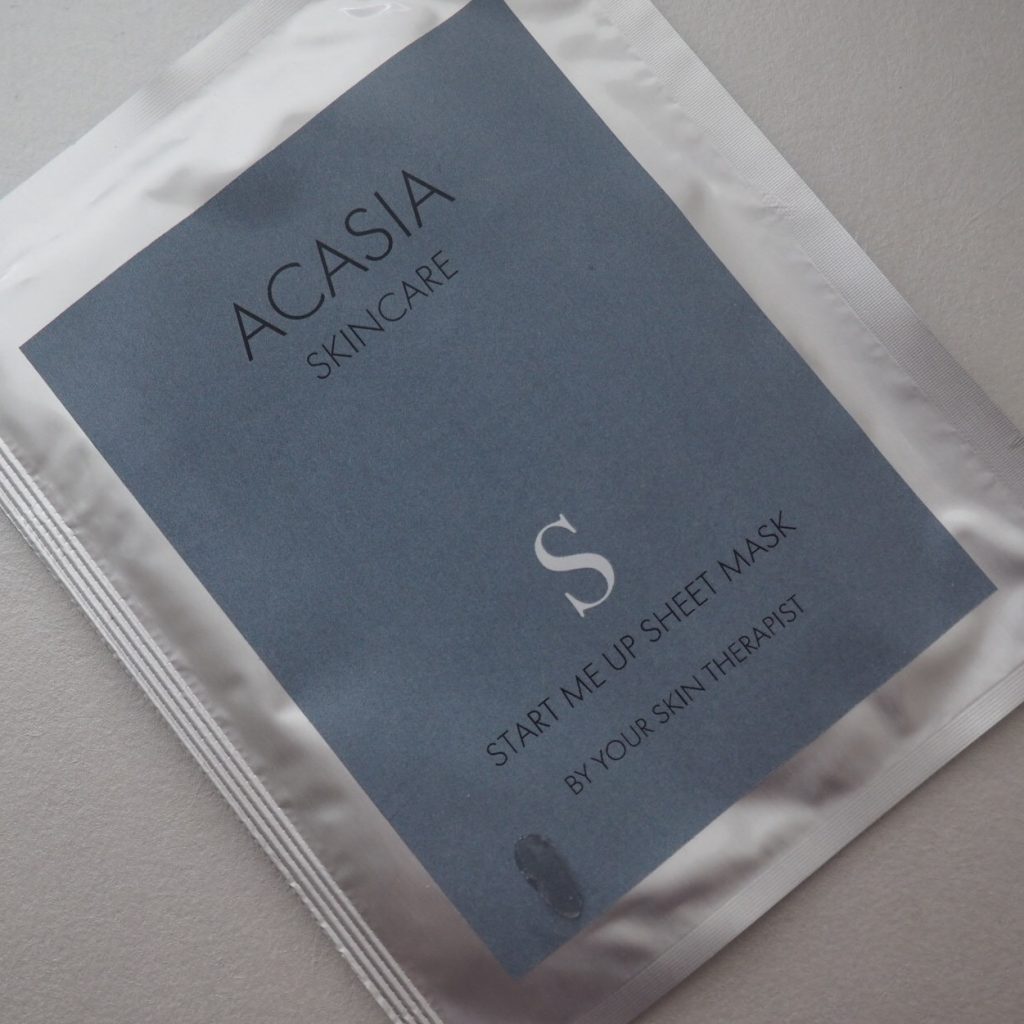 ACASIA
SKINCARE
S
START ME UP SHEET MASK
BY YOUR SKIN THERAPIST